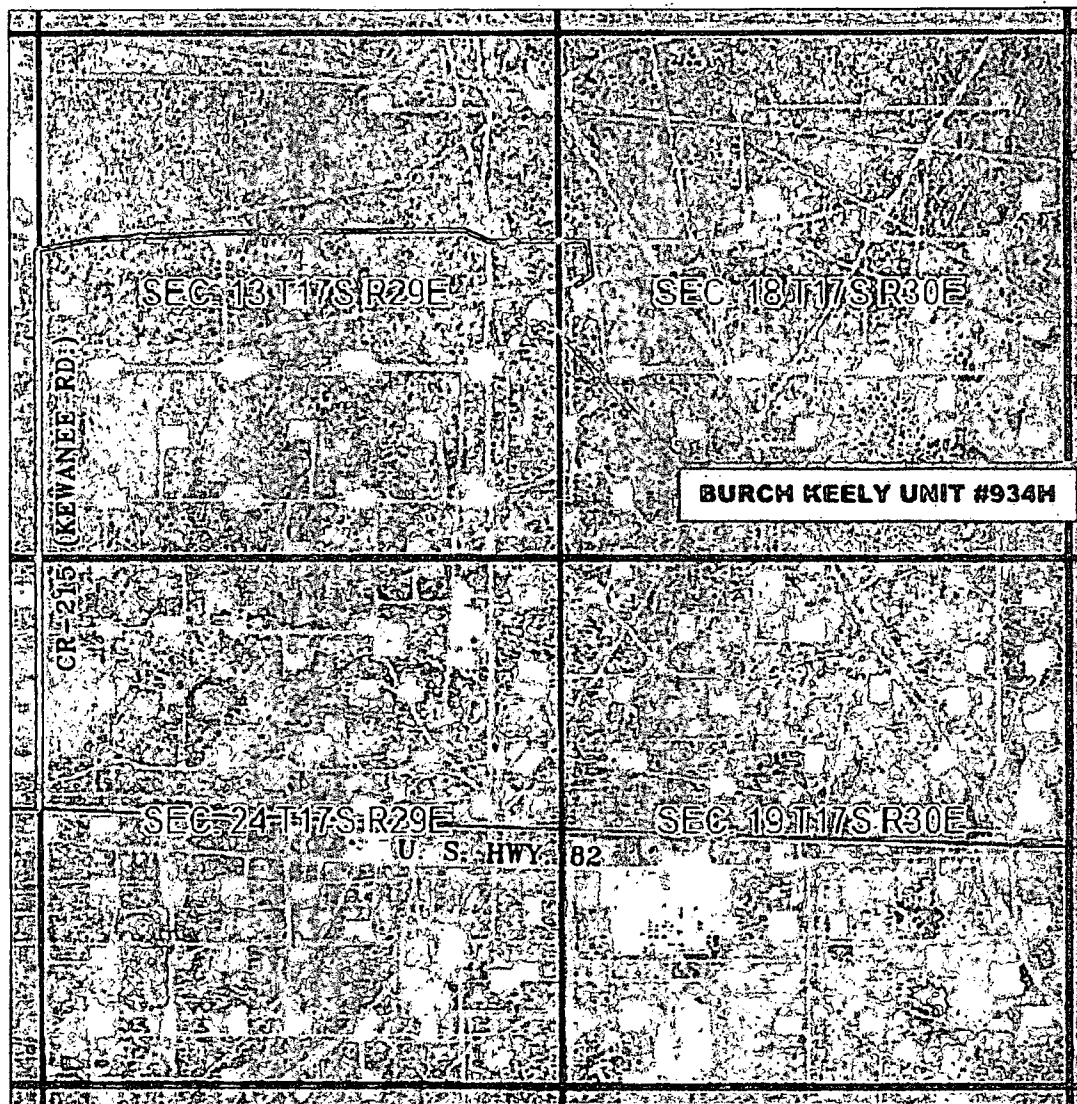 SEC. 13 T17S R29E
SEC. 18 T17S R30E
CR-215 (KEWANEE RD.)
BURCH KEELY UNIT #934H
SEC. 24 T17S R29E
SEC. 19 T17S R30E
U. S. HWY. 82